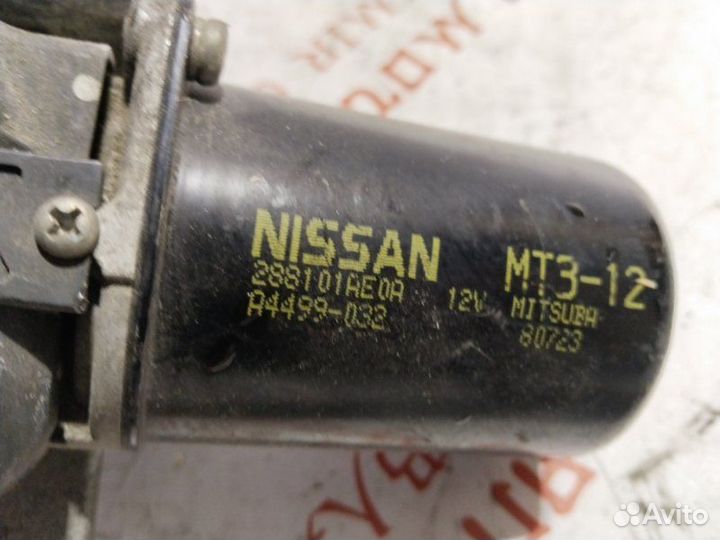 NISSAN MT3-12
288101AE0A 12V MITSUBA
A4499-032 80723
Avito